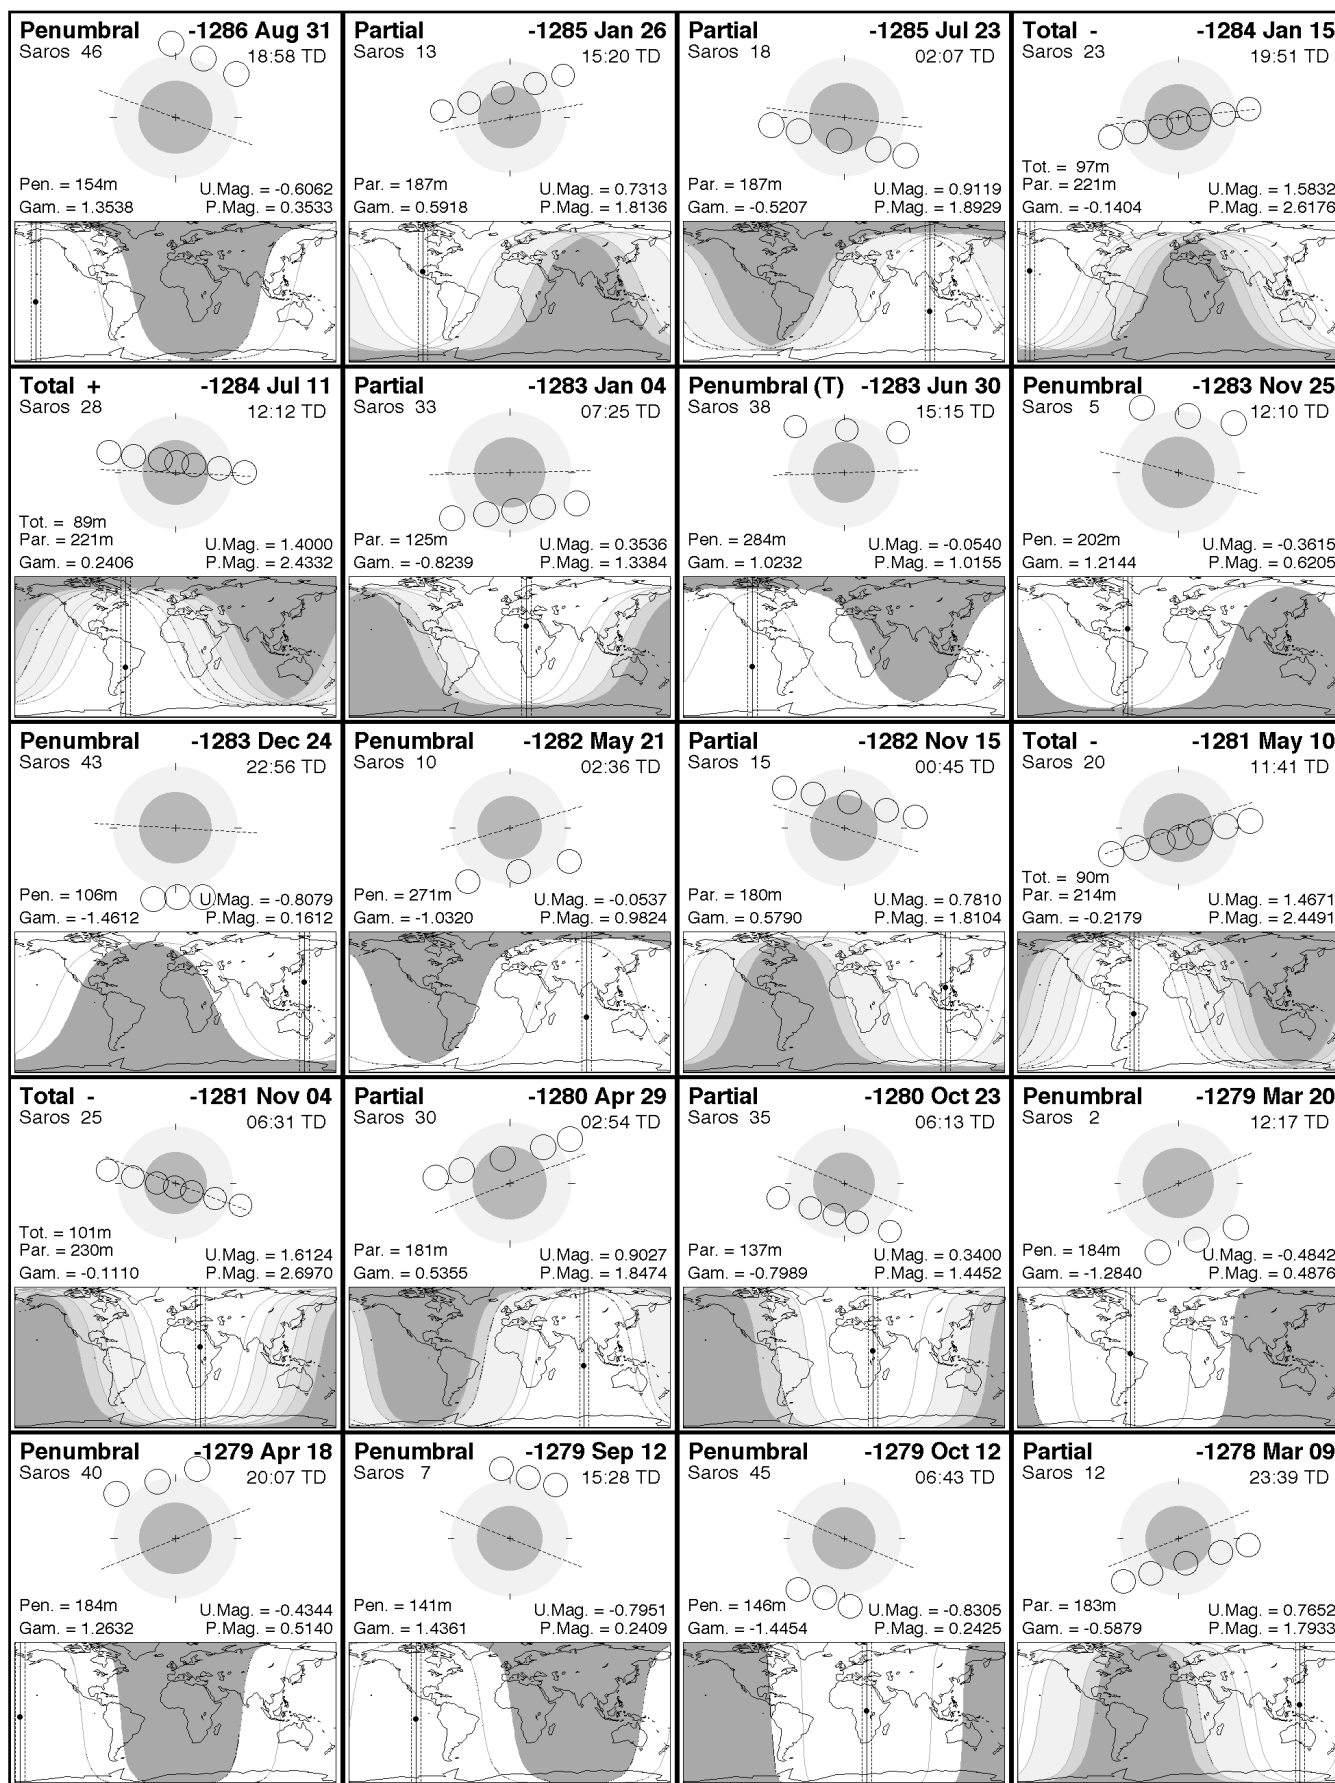 Penumbral -1286 Aug 31
Saros 46 18:58 TD
Pen. = 154m U.Mag. = -0.6062
Gam. = 1.3538 P.Mag. = 0.3533
Partial -1285 Jan 26
Saros 13 15:20 TD
Par. = 187m U.Mag. = 0.7313
Gam. = 0.5918 P.Mag. = 1.8136
Partial -1285 Jul 23
Saros 18 02:07 TD
Par. = 187m U.Mag. = 0.9119
Gam. = -0.5207 P.Mag. = 1.8929
Total - -1284 Jan 15
Saros 23 19:51 TD
Tot. = 97m
Par. = 221m U.Mag. = 1.5832
Gam. = -0.1404 P.Mag. = 2.6176
Total + -1284 Jul 11
Saros 28 12:12 TD
Tot. = 89m
Par. = 221m U.Mag. = 1.4000
Gam. = 0.2406 P.Mag. = 2.4332
Partial -1283 Jan 04
Saros 33 07:25 TD
Par. = 125m U.Mag. = 0.3536
Gam. = -0.8239 P.Mag. = 1.3384
Penumbral (T) -1283 Jun 30
Saros 38 15:15 TD
Pen. = 284m U.Mag. = -0.0540
Gam. = 1.0232 P.Mag. = 1.0155
Penumbral -1283 Nov 25
Saros 5 12:10 TD
Pen. = 202m U.Mag. = -0.3615
Gam. = 1.2144 P.Mag. = 0.6205
Penumbral -1283 Dec 24
Saros 43 22:56 TD
Pen. = 106m U.Mag. = -0.8079
Gam. = -1.4612 P.Mag. = 0.1612
Penumbral -1282 May 21
Saros 10 02:36 TD
Pen. = 271m U.Mag. = -0.0537
Gam. = -1.0320 P.Mag. = 0.9824
Partial -1282 Nov 15
Saros 15 00:45 TD
Par. = 180m U.Mag. = 0.7810
Gam. = 0.5790 P.Mag. = 1.8104
Total - -1281 May 10
Saros 20 11:41 TD
Tot. = 90m
Par. = 214m U.Mag. = 1.4671
Gam. = -0.2179 P.Mag. = 2.4491
Total - -1281 Nov 04
Saros 25 06:31 TD
Tot. = 101m
Par. = 230m U.Mag. = 1.6124
Gam. = -0.1110 P.Mag. = 2.6970
Partial -1280 Apr 29
Saros 30 02:54 TD
Par. = 181m U.Mag. = 0.9027
Gam. = 0.5355 P.Mag. = 1.8474
Partial -1280 Oct 23
Saros 35 06:13 TD
Par. = 137m U.Mag. = 0.3400
Gam. = -0.7989 P.Mag. = 1.4452
Penumbral -1279 Mar 20
Saros 2 12:17 TD
Pen. = 184m U.Mag. = -0.4842
Gam. = -1.2840 P.Mag. = 0.4876
Penumbral -1279 Apr 18
Saros 40 20:07 TD
Pen. = 184m U.Mag. = -0.4344
Gam. = 1.2632 P.Mag. = 0.5140
Penumbral -1279 Sep 12
Saros 7 15:28 TD
Pen. = 141m U.Mag. = -0.7951
Gam. = 1.4361 P.Mag. = 0.2409
Penumbral -1279 Oct 12
Saros 45 06:43 TD
Pen. = 146m U.Mag. = -0.8305
Gam. = -1.4454 P.Mag. = 0.2425
Partial -1278 Mar 09
Saros 12 23:39 TD
Par. = 183m U.Mag. = 0.7652
Gam. = -0.5879 P.Mag. = 1.7933